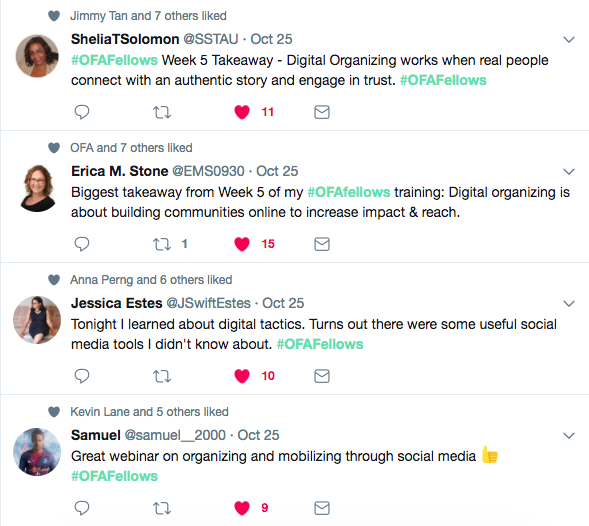 Jimmy Tan and 7 others liked
SheliaTSolomon @SSTAU · Oct 25
#OFAFellows Week 5 Takeaway - Digital Organizing works when real people
connect with an authentic story and engage in trust. #OFAFellows
11
OFA and 7 others liked
Erica M. Stone @EMS0930 · Oct 25
Biggest takeaway from Week 5 of my #OFAfellows training: Digital organizing is
about building communities online to increase impact & reach.
1 15
Anna Perng and 6 others liked
Jessica Estes @JSwiftEstes · Oct 25
Tonight I learned about digital tactics. Turns out there were some useful social
media tools I didn't know about. #OFAFellows
10
Kevin Lane and 5 others liked
Samuel @samuel__2000 · Oct 25
Great webinar on organizing and mobilizing through social media 👍
#OFAFellows
9